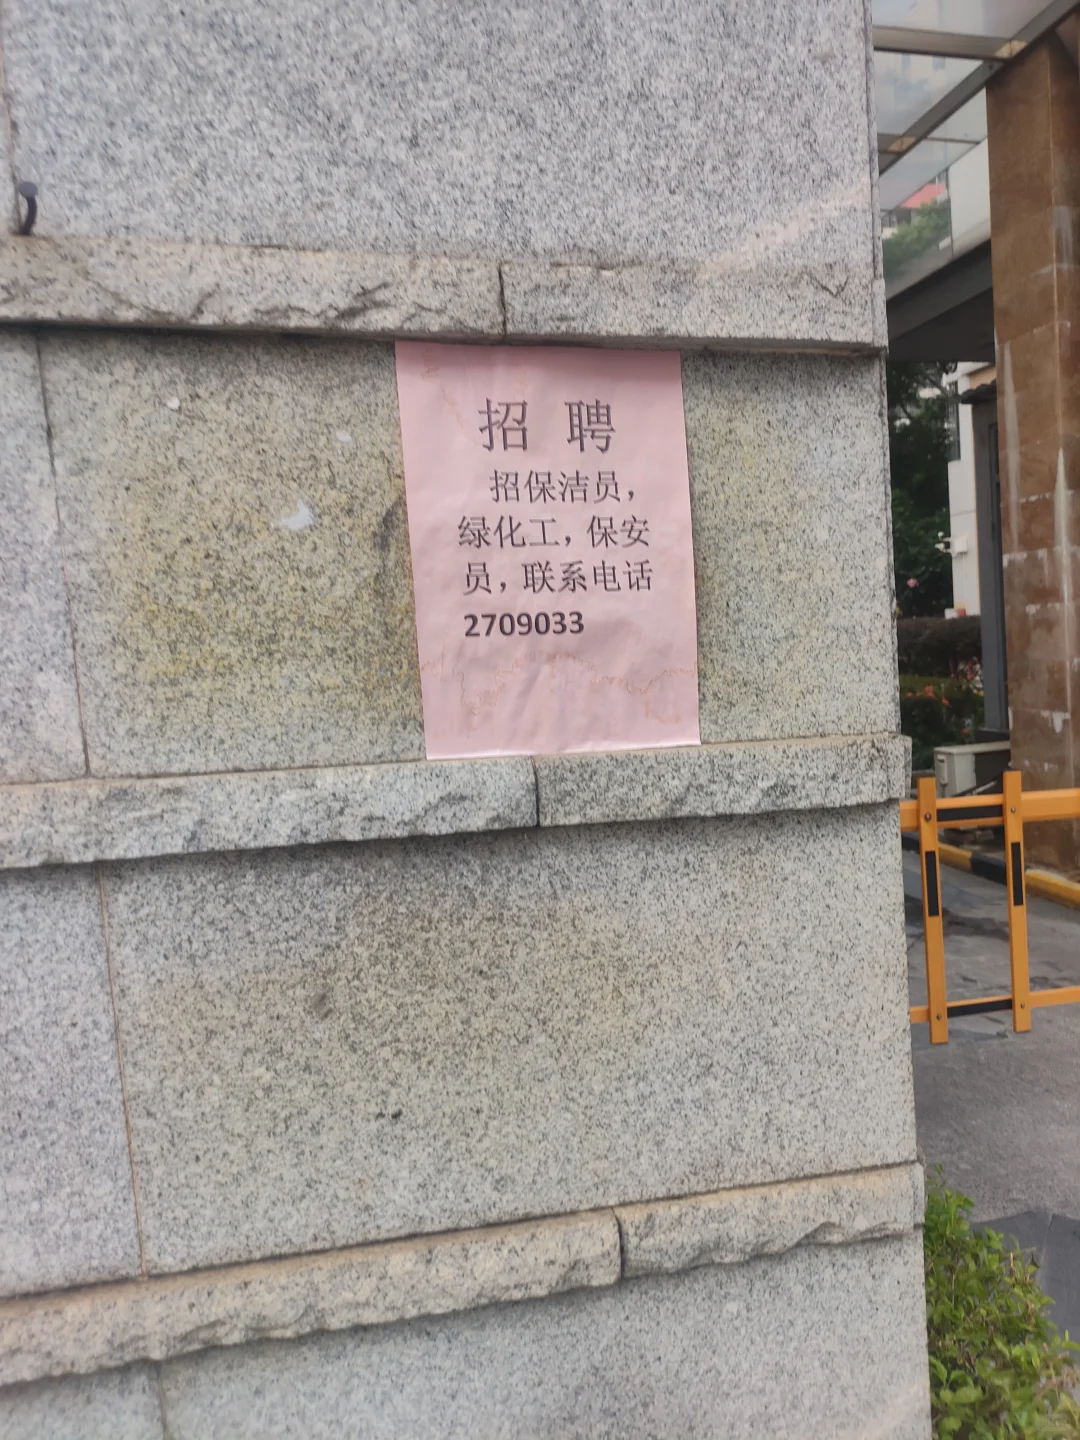 招 聘
招保洁员，
绿化工，保安
员，联系电话
2709033